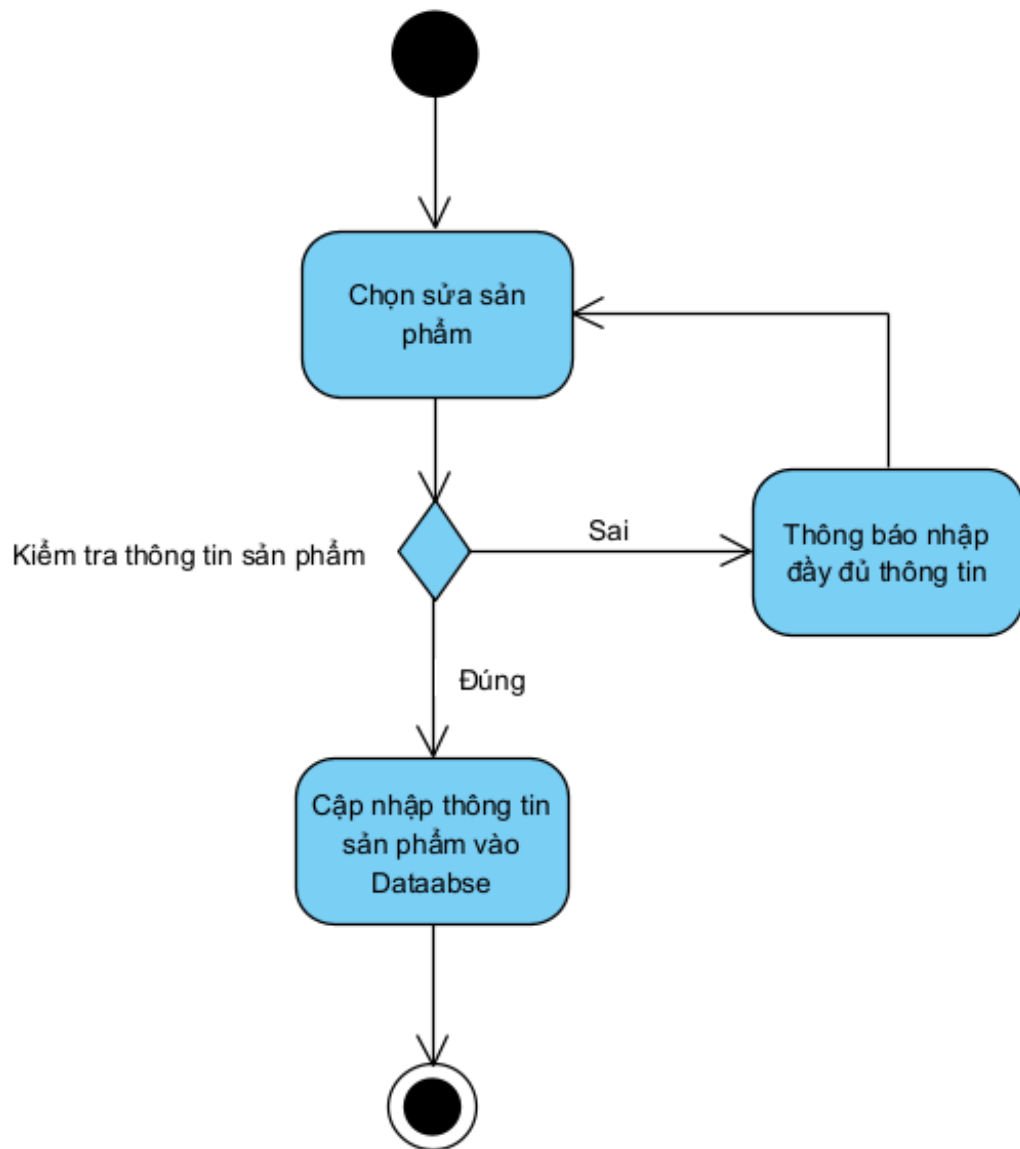 Chọn sửa sản
phẩm
Kiểm tra thông tin sản phẩm
Sai
Thông báo nhập
đầy đủ thông tin
Đúng
Cập nhập thông tin
sản phẩm vào
Dataabse